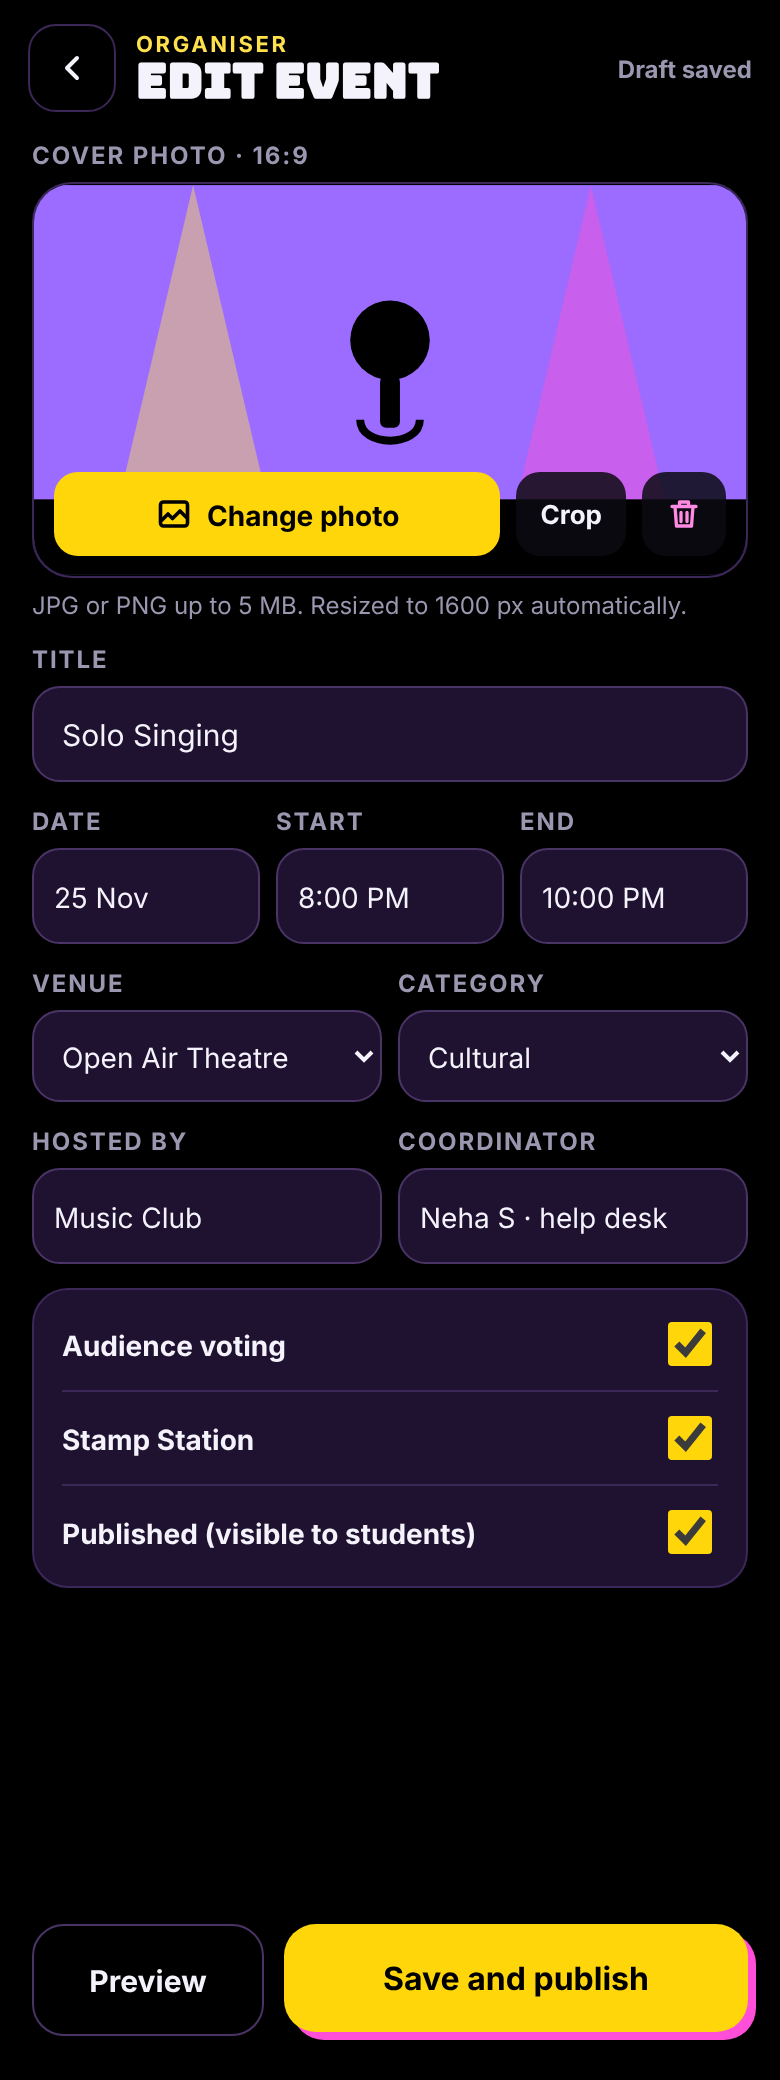 ORGANISER
EDIT EVENT
Draft saved
COVER PHOTO · 16:9
Change photo
Crop
JPG or PNG up to 5 MB. Resized to 1600 px automatically.
TITLE
Solo Singing
DATE
START
END
25 Nov
8:00 PM
10:00 PM
VENUE
CATEGORY
Open Air Theatre
Cultural
HOSTED BY
COORDINATOR
Music Club
Neha S · help desk
Audience voting
Stamp Station
Published (visible to students)
Preview
Save and publish